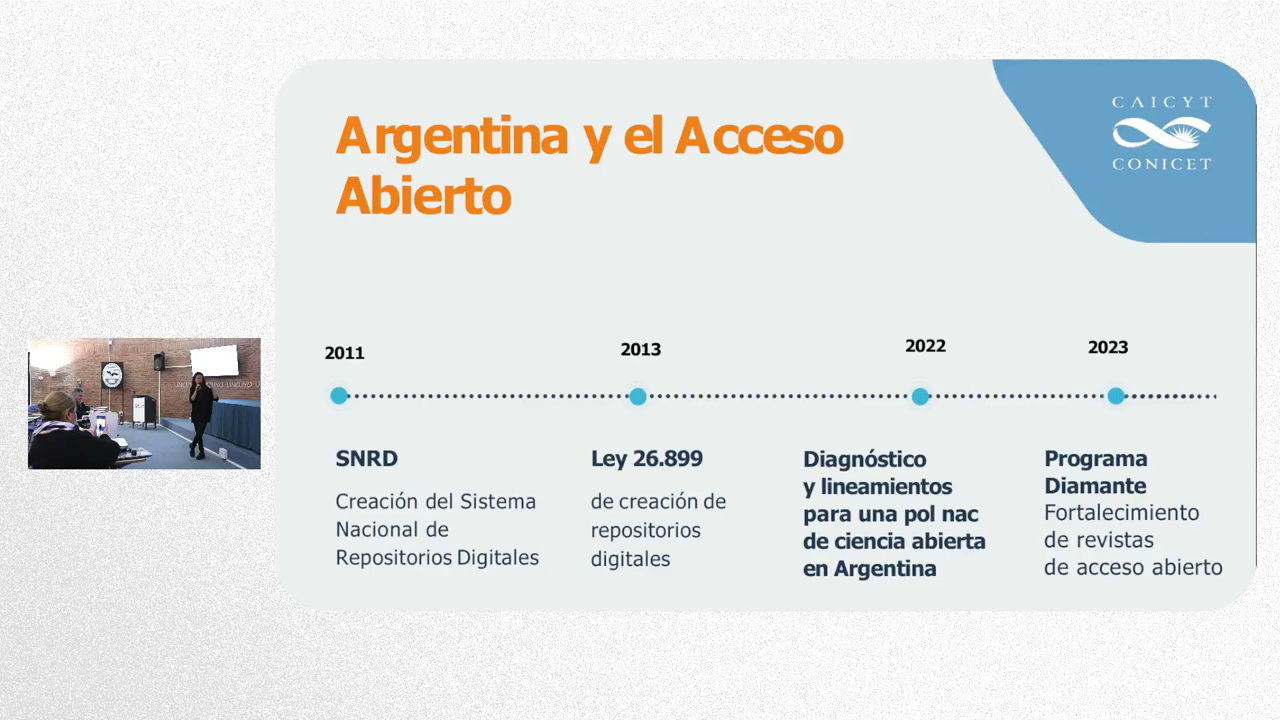 Argentina y el Acceso
Abierto
CAICYT
CONICET
2011
2013
2022
2023
SNRD
Creación del Sistema
Nacional de
Repositorios Digitales
Ley 26.899
de creación de
repositorios
digitales
Diagnóstico
y lineamientos
para una pol nac
de ciencia abierta
en Argentina
Programa
Diamante
Fortalecimiento
de revistas
de acceso abierto